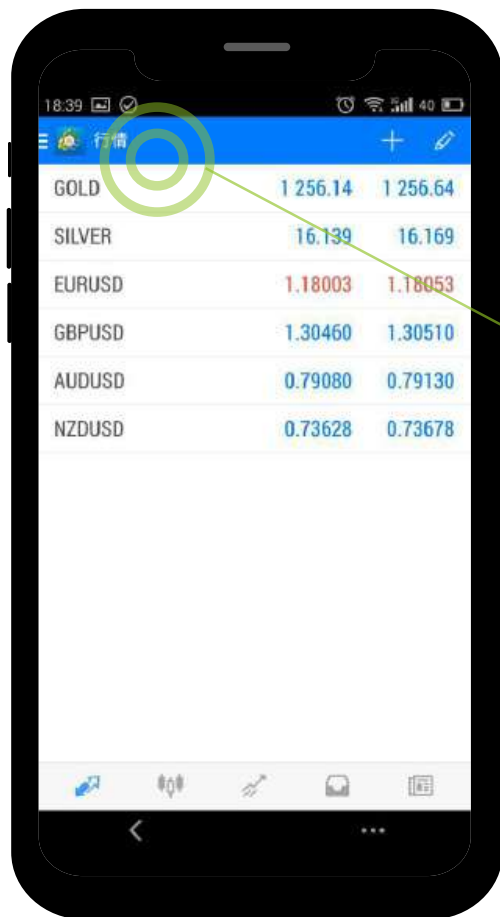 18:39 40
行情
GOLD 1 256.14 1 256.64
SILVER 16.139 16.169
EURUSD 1.18003 1.18053
GBPUSD 1.30460 1.30510
AUDUSD 0.79080 0.79130
NZDUSD 0.73628 0.73678